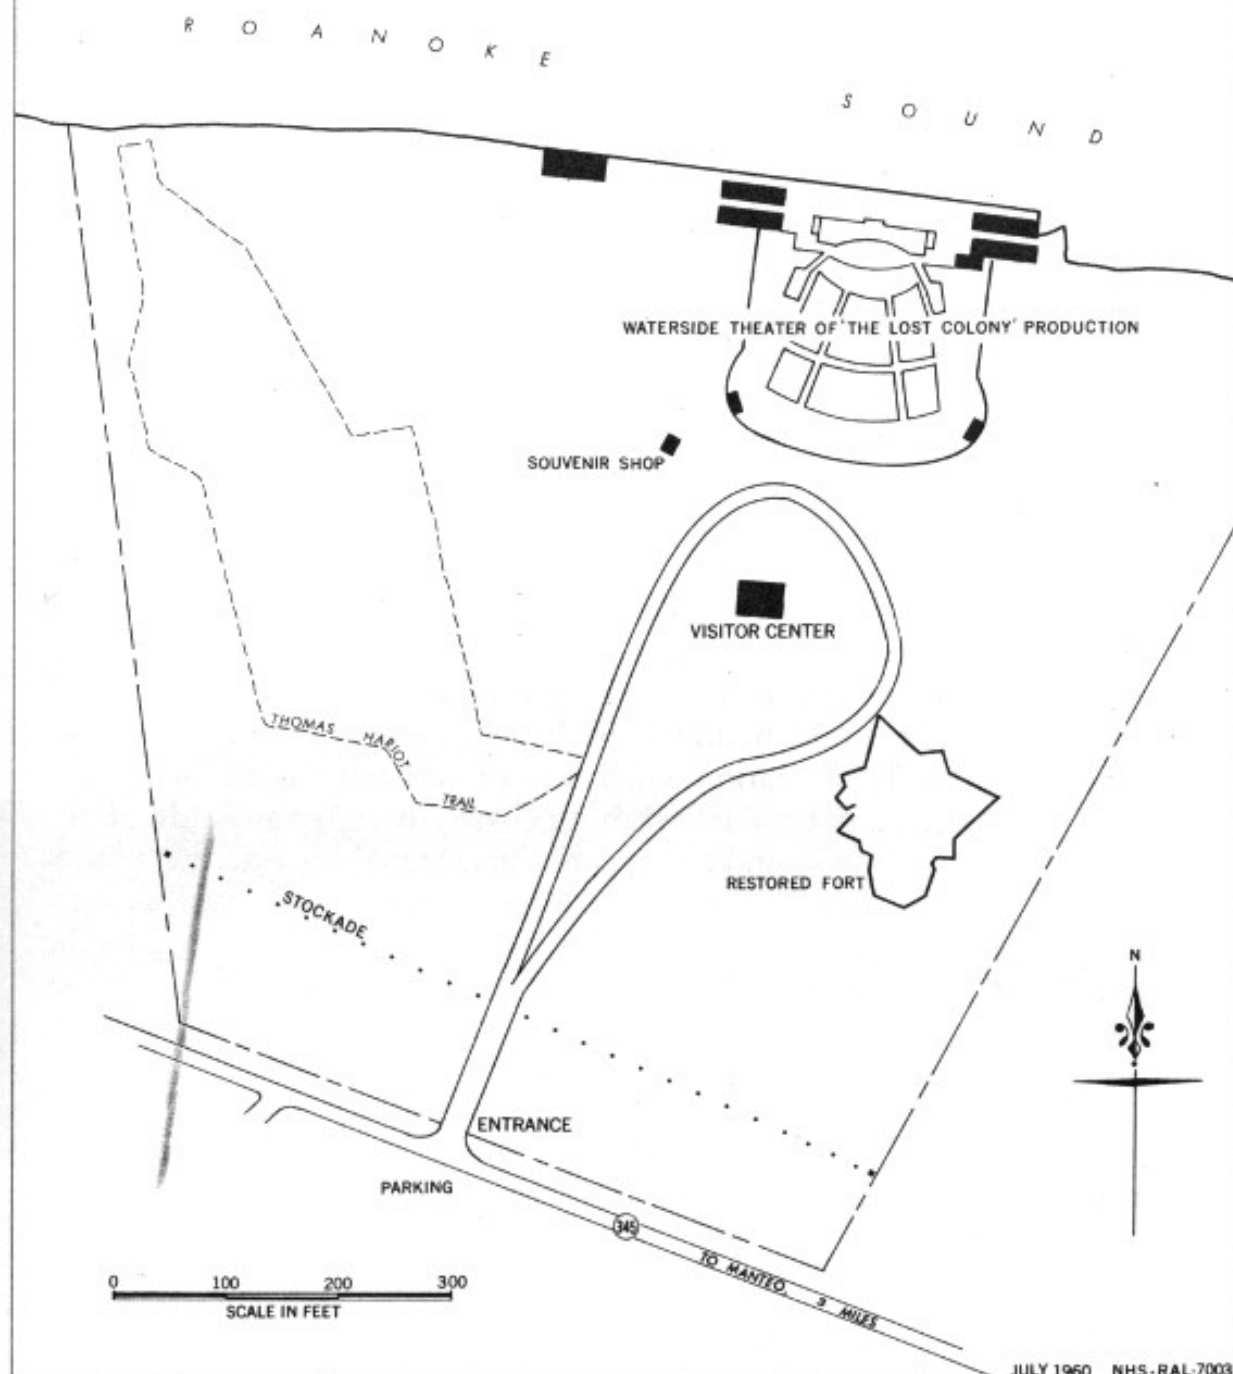 ROANOKE SOUND
WATERSIDE THEATER OF 'THE LOST COLONY' PRODUCTION
SOUVENIR SHOP
VISITOR CENTER
THOMAS HARIOT TRAIL
RESTORED FORT
STOCKADE
N
ENTRANCE
PARKING
345
TO MANTEO, 3 MILES
0 100 200 300
SCALE IN FEET
JULY 1960 NHS-RAL-7003